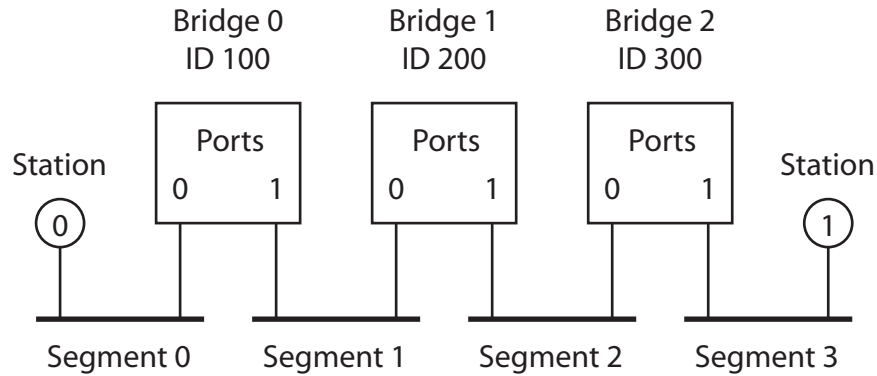 Bridge 0
ID 100
Bridge 1
ID 200
Bridge 2
ID 300
Station
0
Ports
0 1
Ports
0 1
Ports
0 1
Station
1
Segment 0
Segment 1
Segment 2
Segment 3